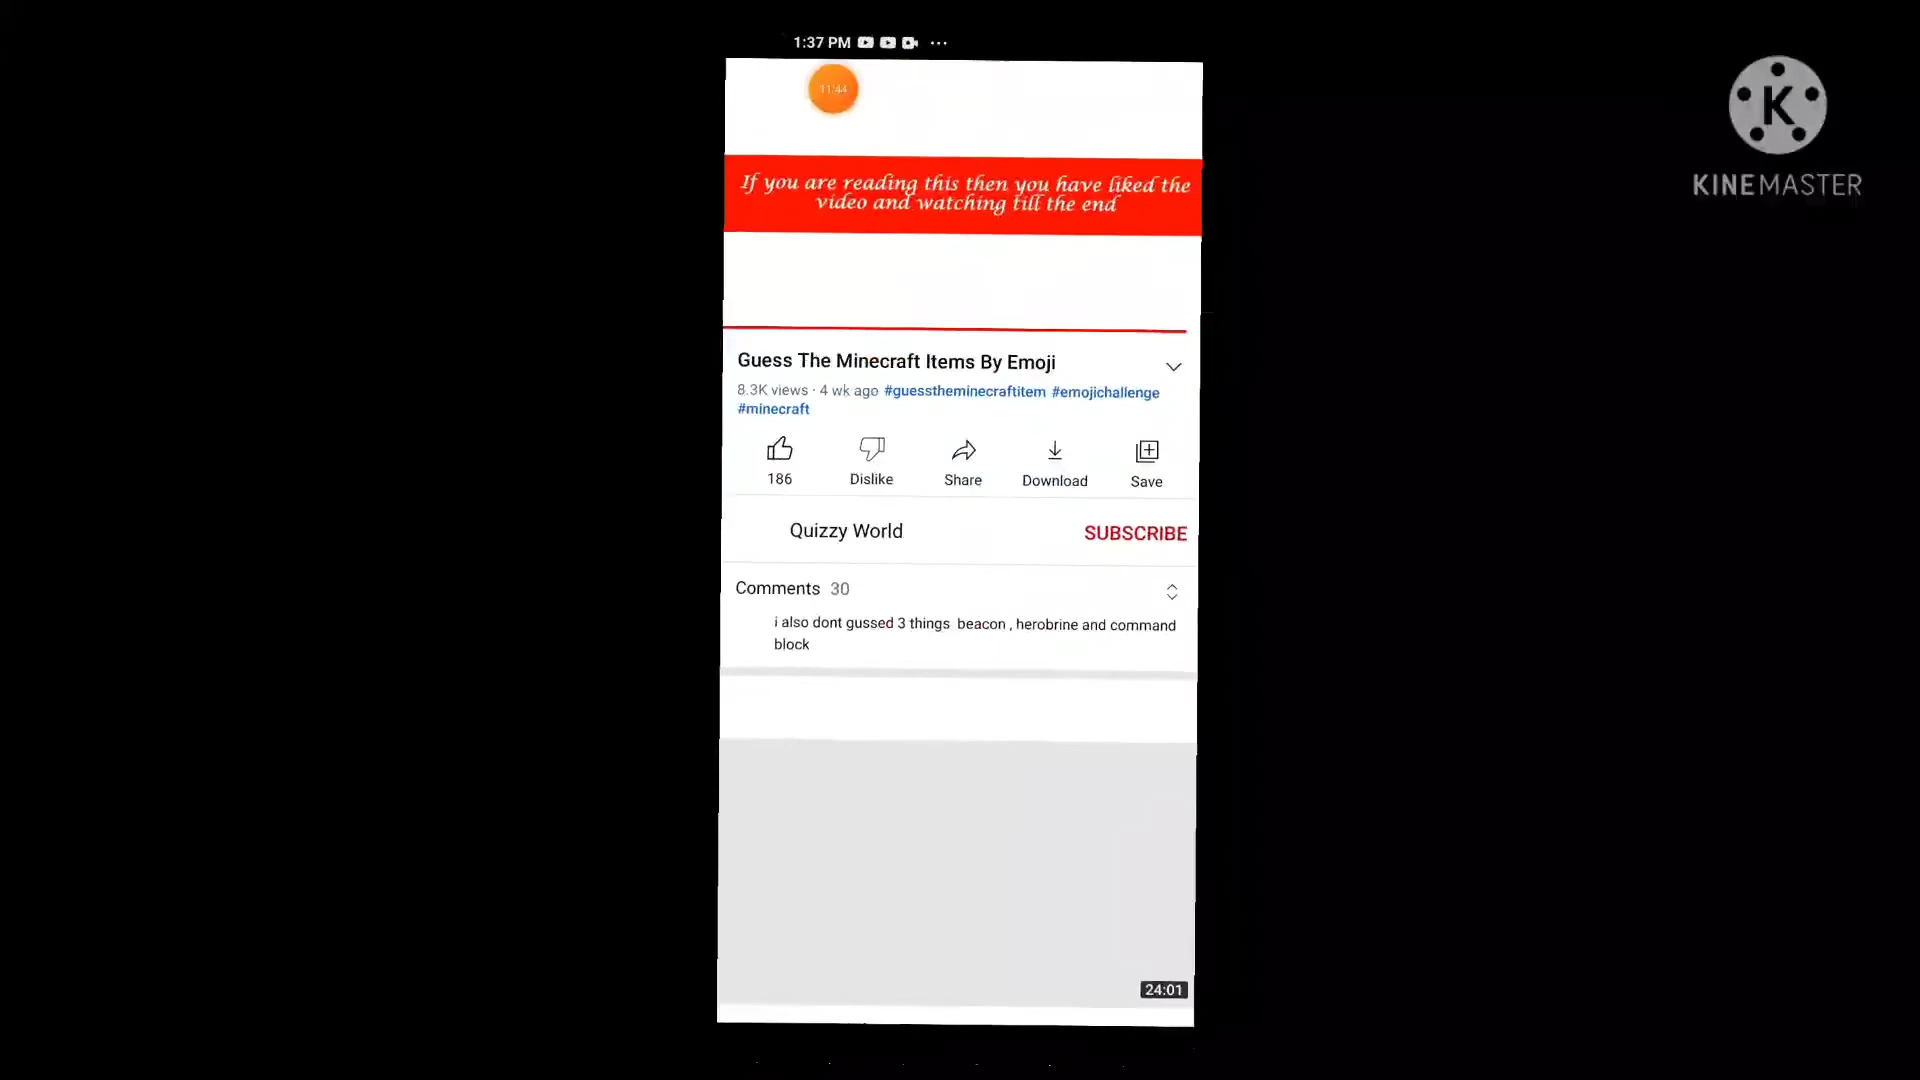 1:37 PM
11:44
K
KINEMASTER
If you are reading this then you have liked the
video and watching till the end
Guess The Minecraft Items By Emoji
8.3K views · 4 wk ago #guesstheminecraftitem #emojichallenge
#minecraft
186 Dislike Share Download Save
Quizzy World SUBSCRIBE
Comments 30
i also dont gussed 3 things beacon , herobrine and command
block
24:01